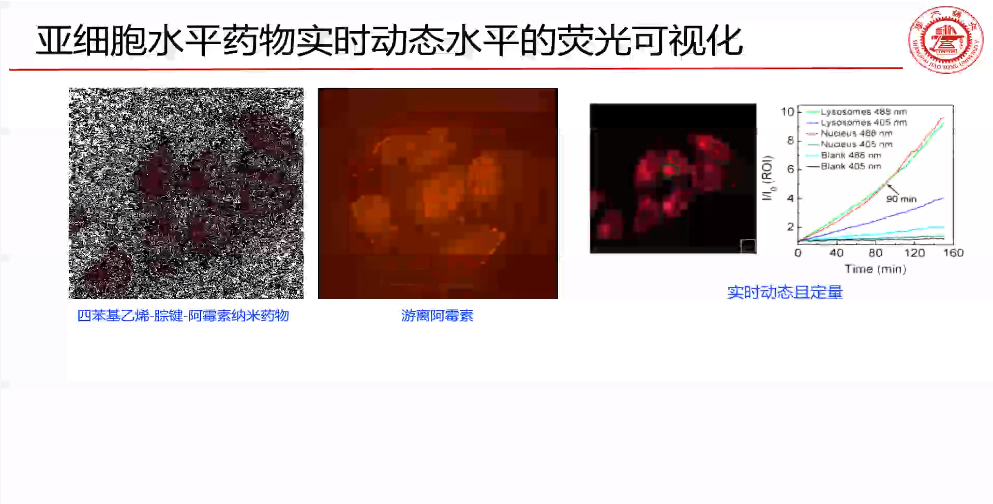 亚细胞水平药物实时动态水平的荧光可视化
四苯基乙烯-腙键-阿霉素纳米药物
游离阿霉素
10
8
6
4
2
I/I0 (ROI)
Lysosomes 488 nm
Lysosomes 405 nm
Nucleus 488 nm
Nucleus 405 nm
Blank 488 nm
Blank 405 nm
90 min
0 40 80 120 160
Time (min)
实时动态且定量